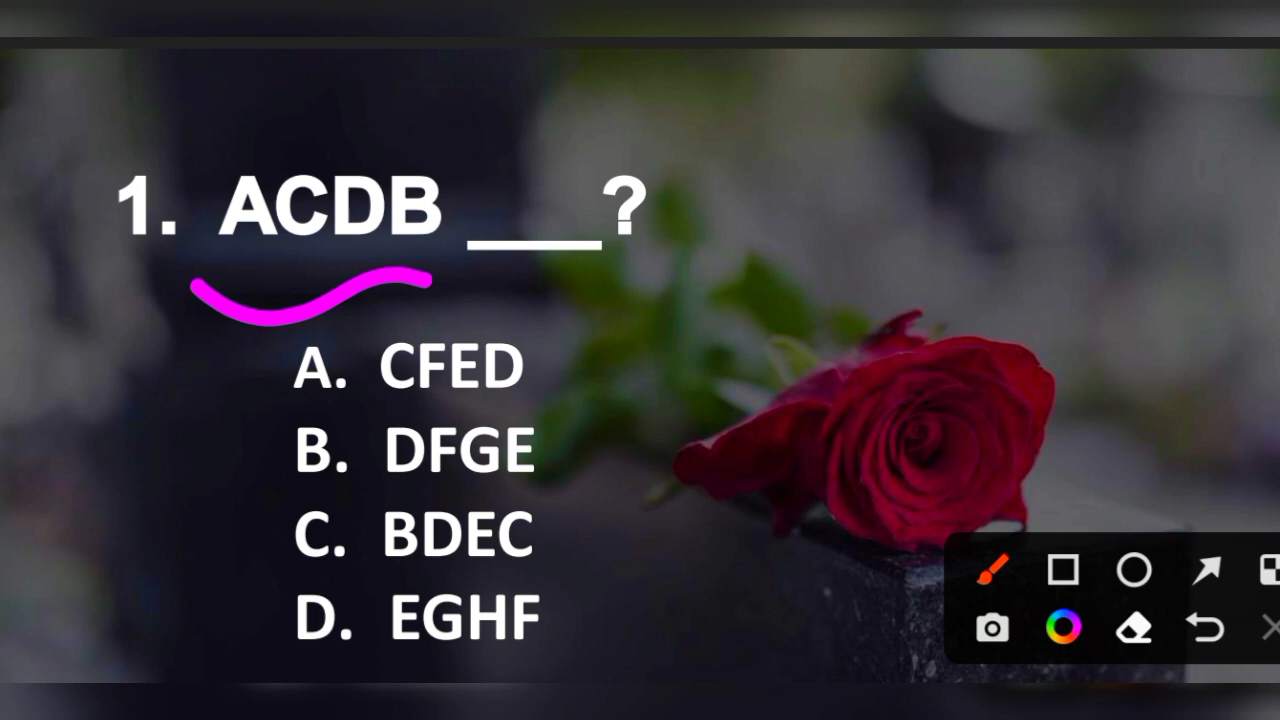 1. ACDB ___?
A. CFED
B. DFGE
C. BDEC
D. EGHF